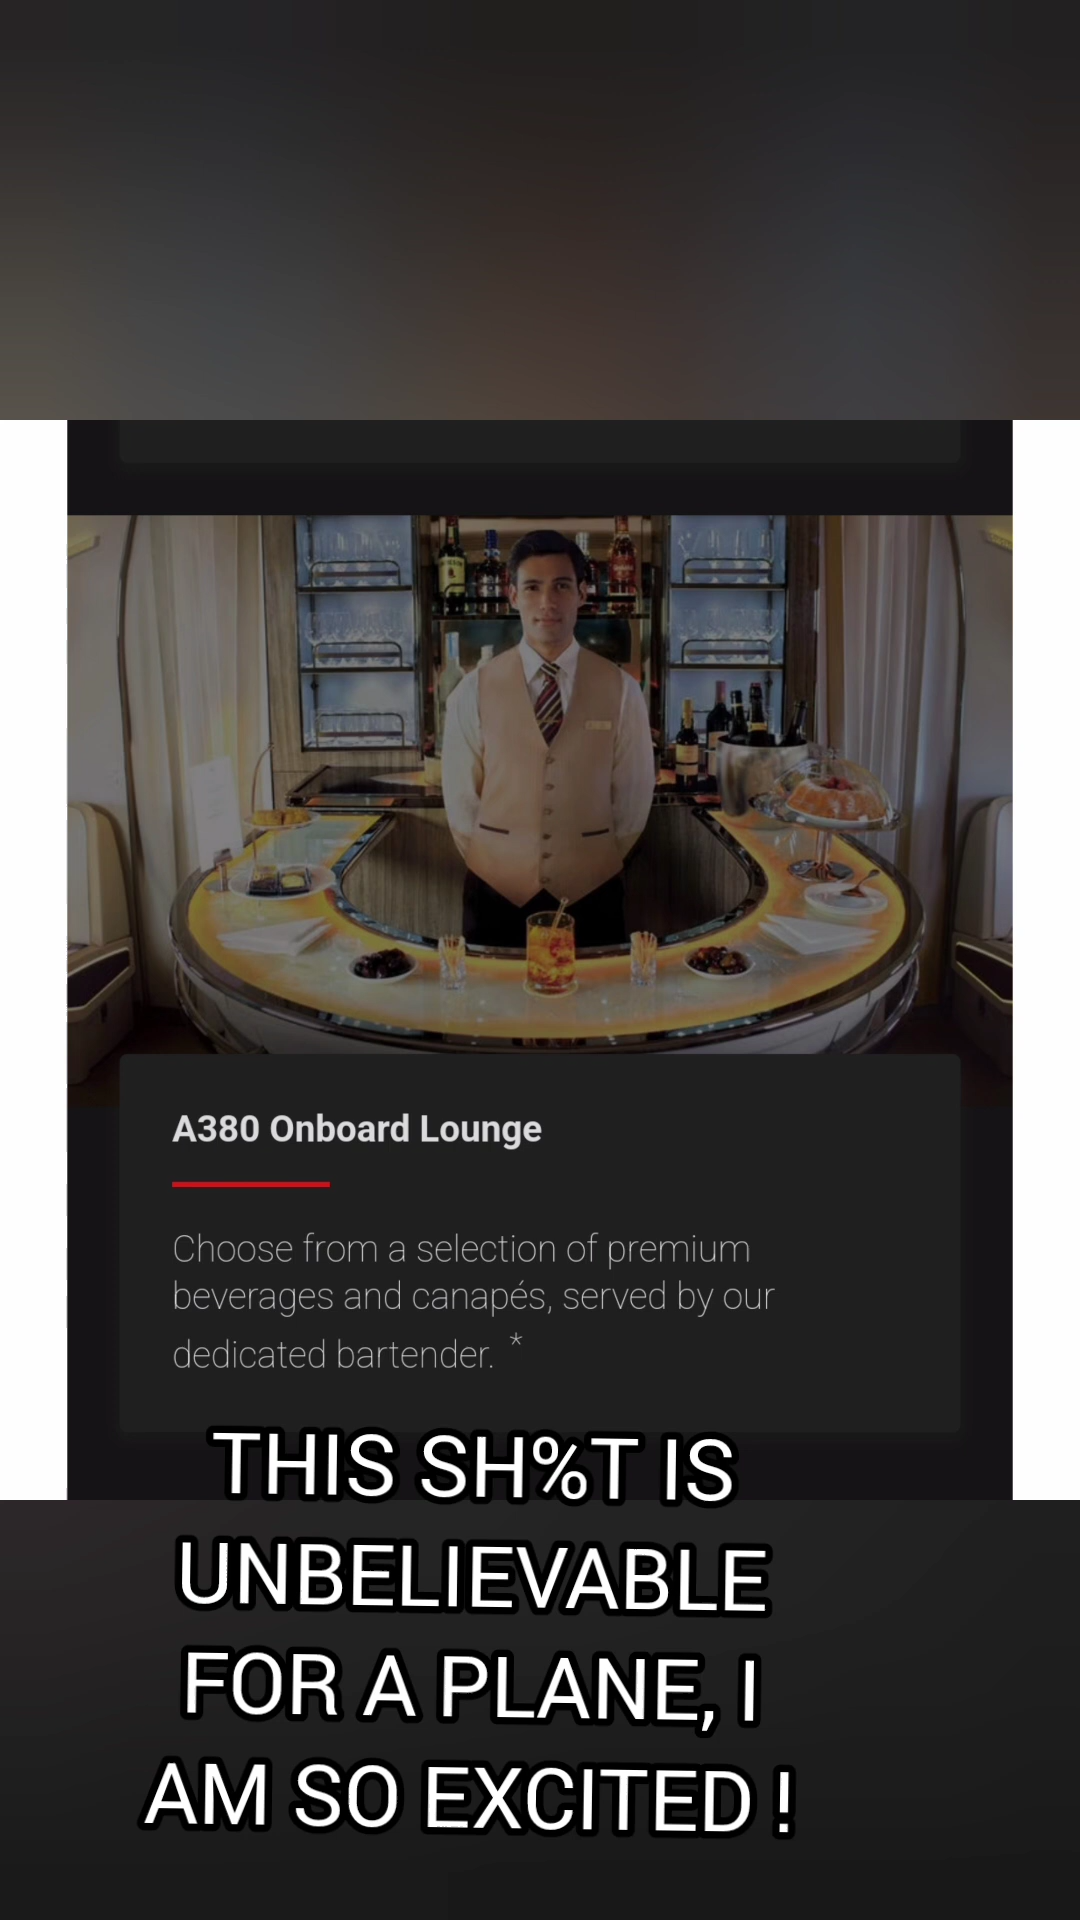 A380 Onboard Lounge
Choose from a selection of premium
beverages and canapés, served by our
dedicated bartender. *
THIS SH%T IS
UNBELIEVABLE
FOR A PLANE, I
AM SO EXCITED !